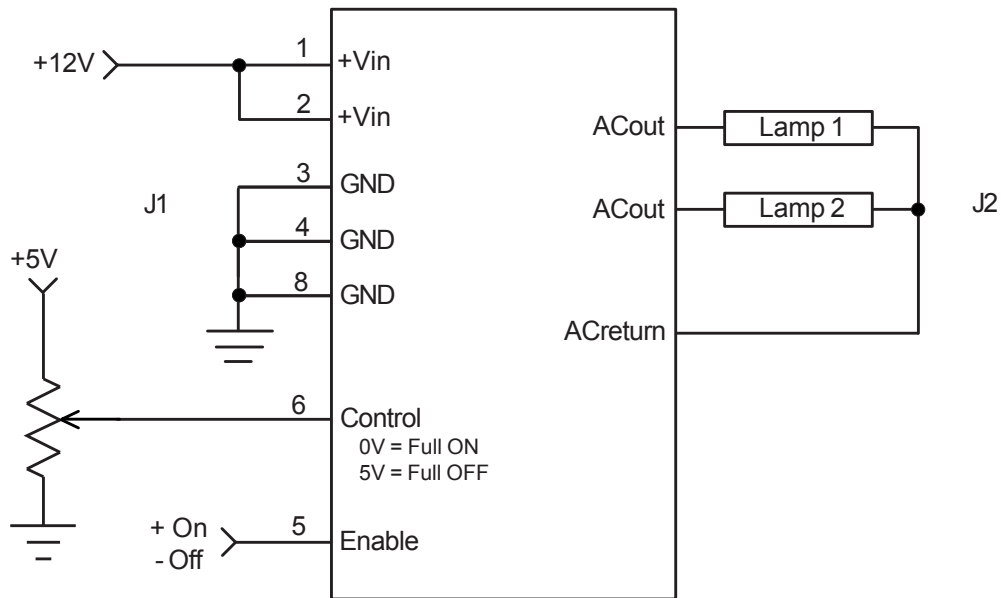 +12V
1
+Vin
2
+Vin
3
GND
J1
4
GND
+5V
8
GND
6
Control
0V = Full ON
5V = Full OFF
+ On
- Off
5
Enable
ACout
Lamp 1
ACout
Lamp 2
J2
ACreturn